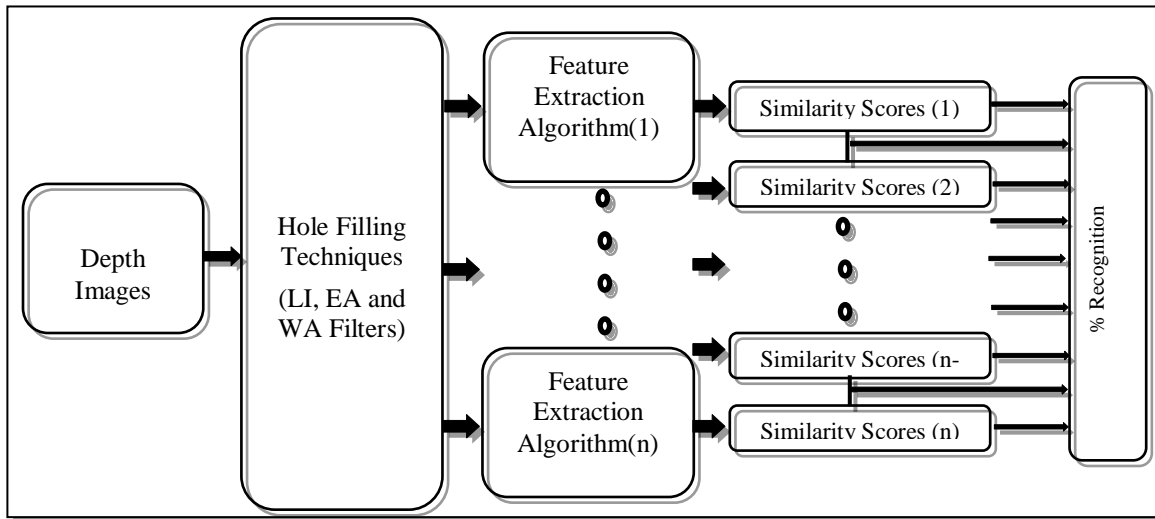 Depth
Images
Hole Filling
Techniques
(LI, EA and
WA Filters)
Feature
Extraction
Algorithm(1)
Feature
Extraction
Algorithm(n)
Similarity Scores (1)
Similarity Scores (2)
Similarity Scores (n-
Similarity Scores (n)
% Recognition